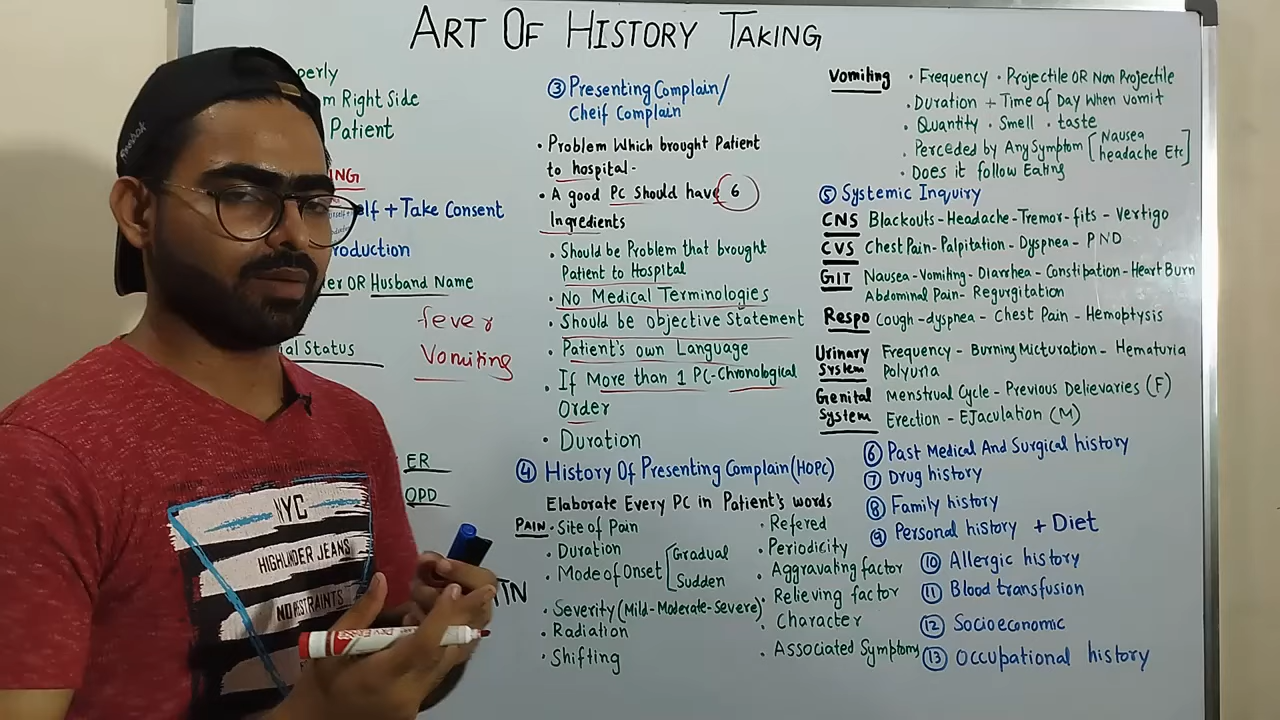 ART OF HISTORY TAKING
perly
m Right Side
Patient
NG
elf + Take Consent
roduction
er OR Husband Name
fever
ial Status
Vomiting
ER
OPD
TN
③ Presenting Complain/
Cheif Complain
• Problem Which brought Patient
to hospital-
• A good PC Should have 6
Ingredients
• Should be Problem that brought
Patient to Hospital
• No Medical Terminologies
• Should be objective Statement
• Patient's own Language
• If More than 1 PC-Chronological
Order
• Duration
④ History Of Presenting Complain(HOPC)
Elaborate Every PC in Patient's words
PAIN • Site of Pain
• Duration
• Mode of Onset [Gradual
Sudden
• Severity (Mild-Moderate-Severe)
• Radiation
• Shifting
• Refered
• Periodicity
• Aggravating factor
• Relieving factor
• Character
• Associated Symptoms
Vomiting • Frequency • Projectile OR Non Projectile
• Duration + Time of Day When vomit
• Quantity • Smell • taste
• Perceded by Any Symptom [Nausea
headache Etc]
• Does it follow Eating
⑤ Systemic Inquiry
CNS Blackouts-Headache-Tremor-fits - Vertigo
CVS Chest Pain-Palpitation-Dyspnea- PND
GIT Nausea-Vomiting-Diarrhea-Constipation-Heart Burn
Abdominal Pain- Regurgitation
Respo Cough-dyspnea - Chest Pain - Hemoptysis
Urinary System Frequency - Burning Micturation- Hematuria
Polyuria
Genital System Menstrual Cycle - Previous Delievaries (F)
Erection - Ejaculation (M)
⑥ Past Medical And Surgical history
⑦ Drug history
⑧ Family history
⑨ Personal history + Diet
⑩ Allergic history
⑪ Blood transfusion
⑫ Socioeconomic
⑬ Occupational history
Reebok
NYC
HIGHLANDER JEANS